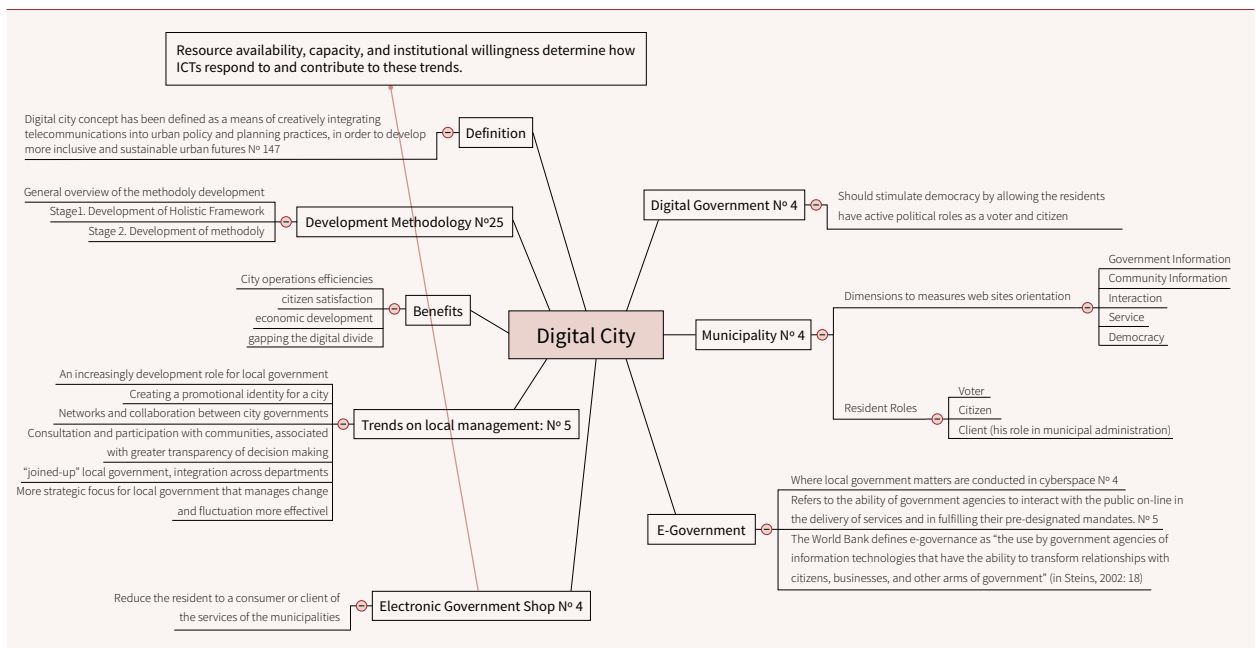 Resource availability, capacity, and institutional willingness determine how
ICTs respond to and contribute to these trends.
Digital city concept has been defined as a means of creatively integrating
telecommunications into urban policy and planning practices, in order to develop
more inclusive and sustainable urban futures Nº 147
Definition
General overview of the methodoly development
Stage1. Development of Holistic Framework
Stage 2. Development of methodoly
Development Methodology Nº25
City operations efficiencies
citizen satisfaction
economic development
gapping the digital divide
Benefits
Digital City
An increasingly development role for local government
Creating a promotional identity for a city
Networks and collaboration between city governments
Consultation and participation with communities, associated
with greater transparency of decision making
“joined-up” local government, integration across departments
More strategic focus for local government that manages change
and fluctuation more effectivel
Trends on local management: Nº 5
Reduce the resident to a consumer or client of
the services of the municipalities
Electronic Government Shop Nº 4
Digital Government Nº 4
Should stimulate democracy by allowing the residents
have active political roles as a voter and citizen
Municipality Nº 4
Dimensions to measures web sites orientation
Government Information
Community Information
Interaction
Service
Democracy
Resident Roles
Voter
Citizen
Client (his role in municipal administration)
E-Government
Where local government matters are conducted in cyberspace Nº 4
Refers to the ability of government agencies to interact with the public on-line in
the delivery of services and in fulfilling their pre-designated mandates. Nº 5
The World Bank defines e-governance as “the use by government agencies of
information technologies that have the ability to transform relationships with
citizens, businesses, and other arms of government” (in Steins, 2002: 18)